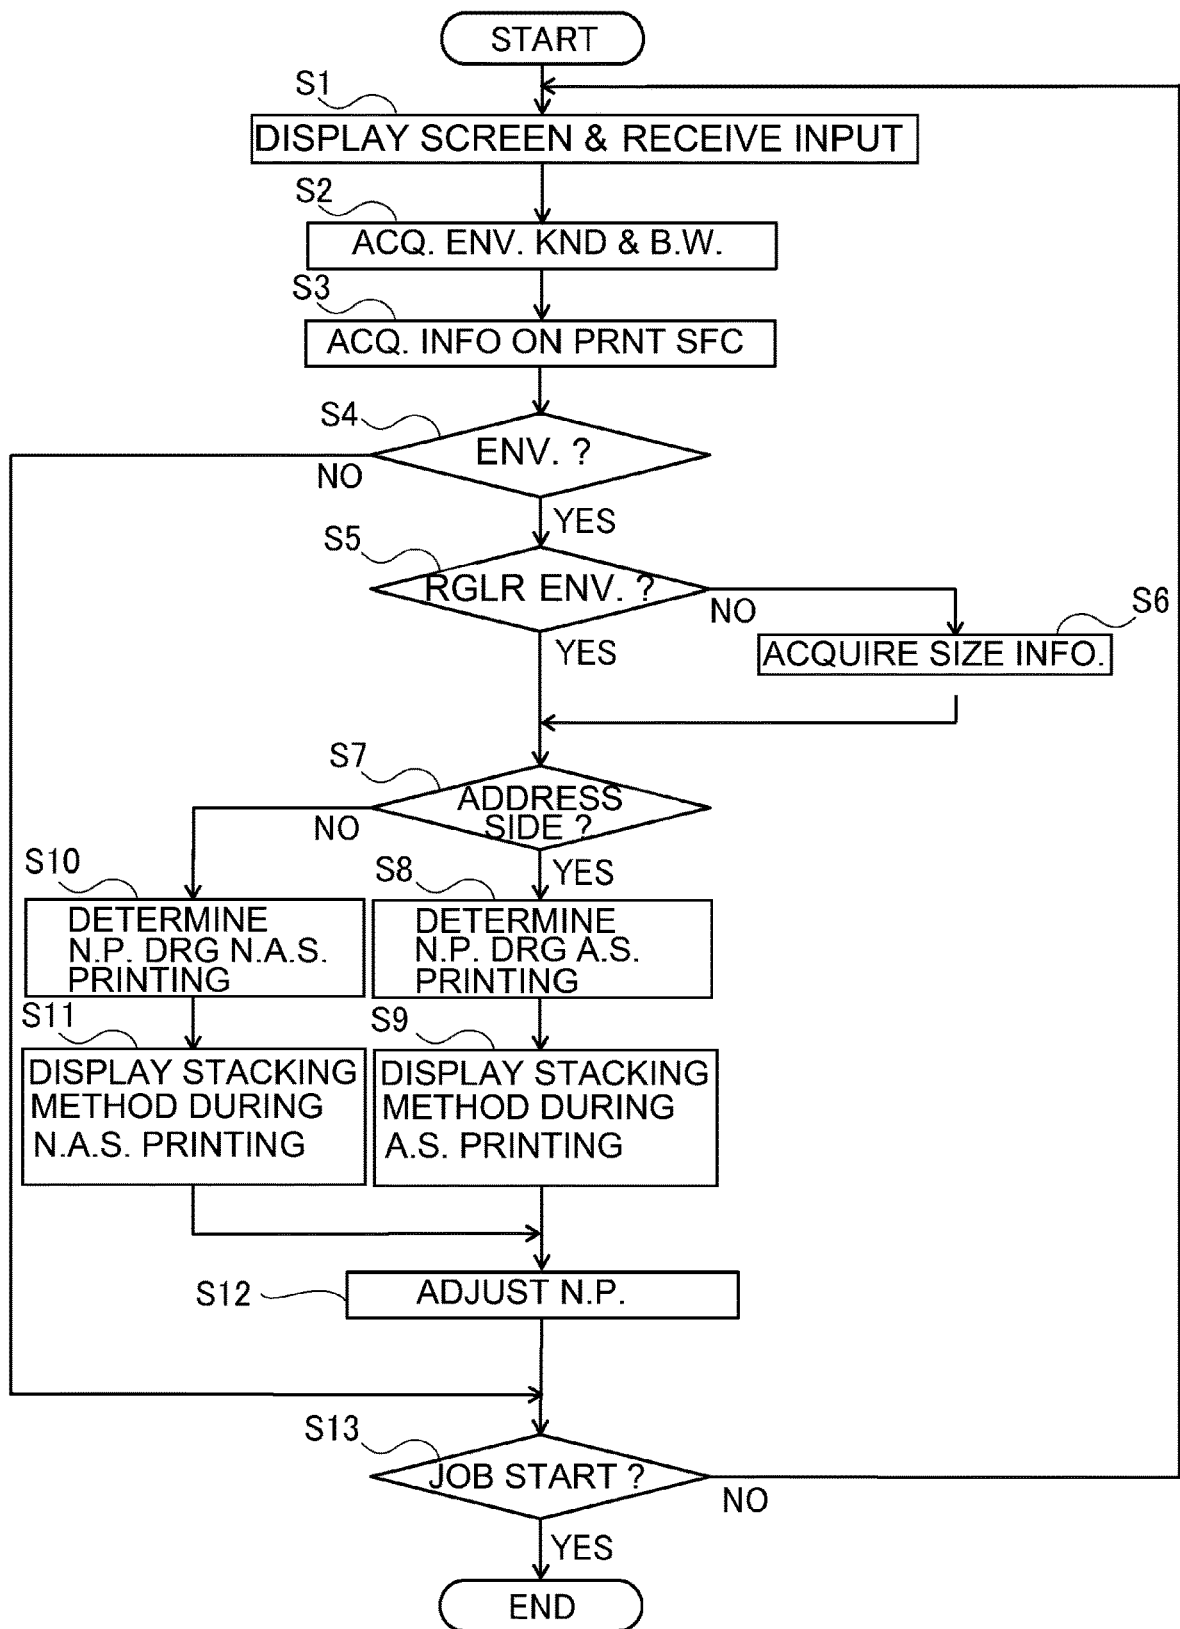 START
S1
DISPLAY SCREEN & RECEIVE INPUT
S2
ACQ. ENV. KND & B.W.
S3
ACQ. INFO ON PRNT SFC
S4
ENV. ?
NO
YES
S5
RGLR ENV. ?
NO
YES
S6
ACQUIRE SIZE INFO.
S7
ADDRESS
SIDE ?
NO
YES
S10
DETERMINE
N.P. DRG N.A.S.
PRINTING
S8
DETERMINE
N.P. DRG A.S.
PRINTING
S11
DISPLAY STACKING
METHOD DURING
N.A.S. PRINTING
S9
DISPLAY STACKING
METHOD DURING
A.S. PRINTING
S12
ADJUST N.P.
S13
JOB START ?
NO
YES
END